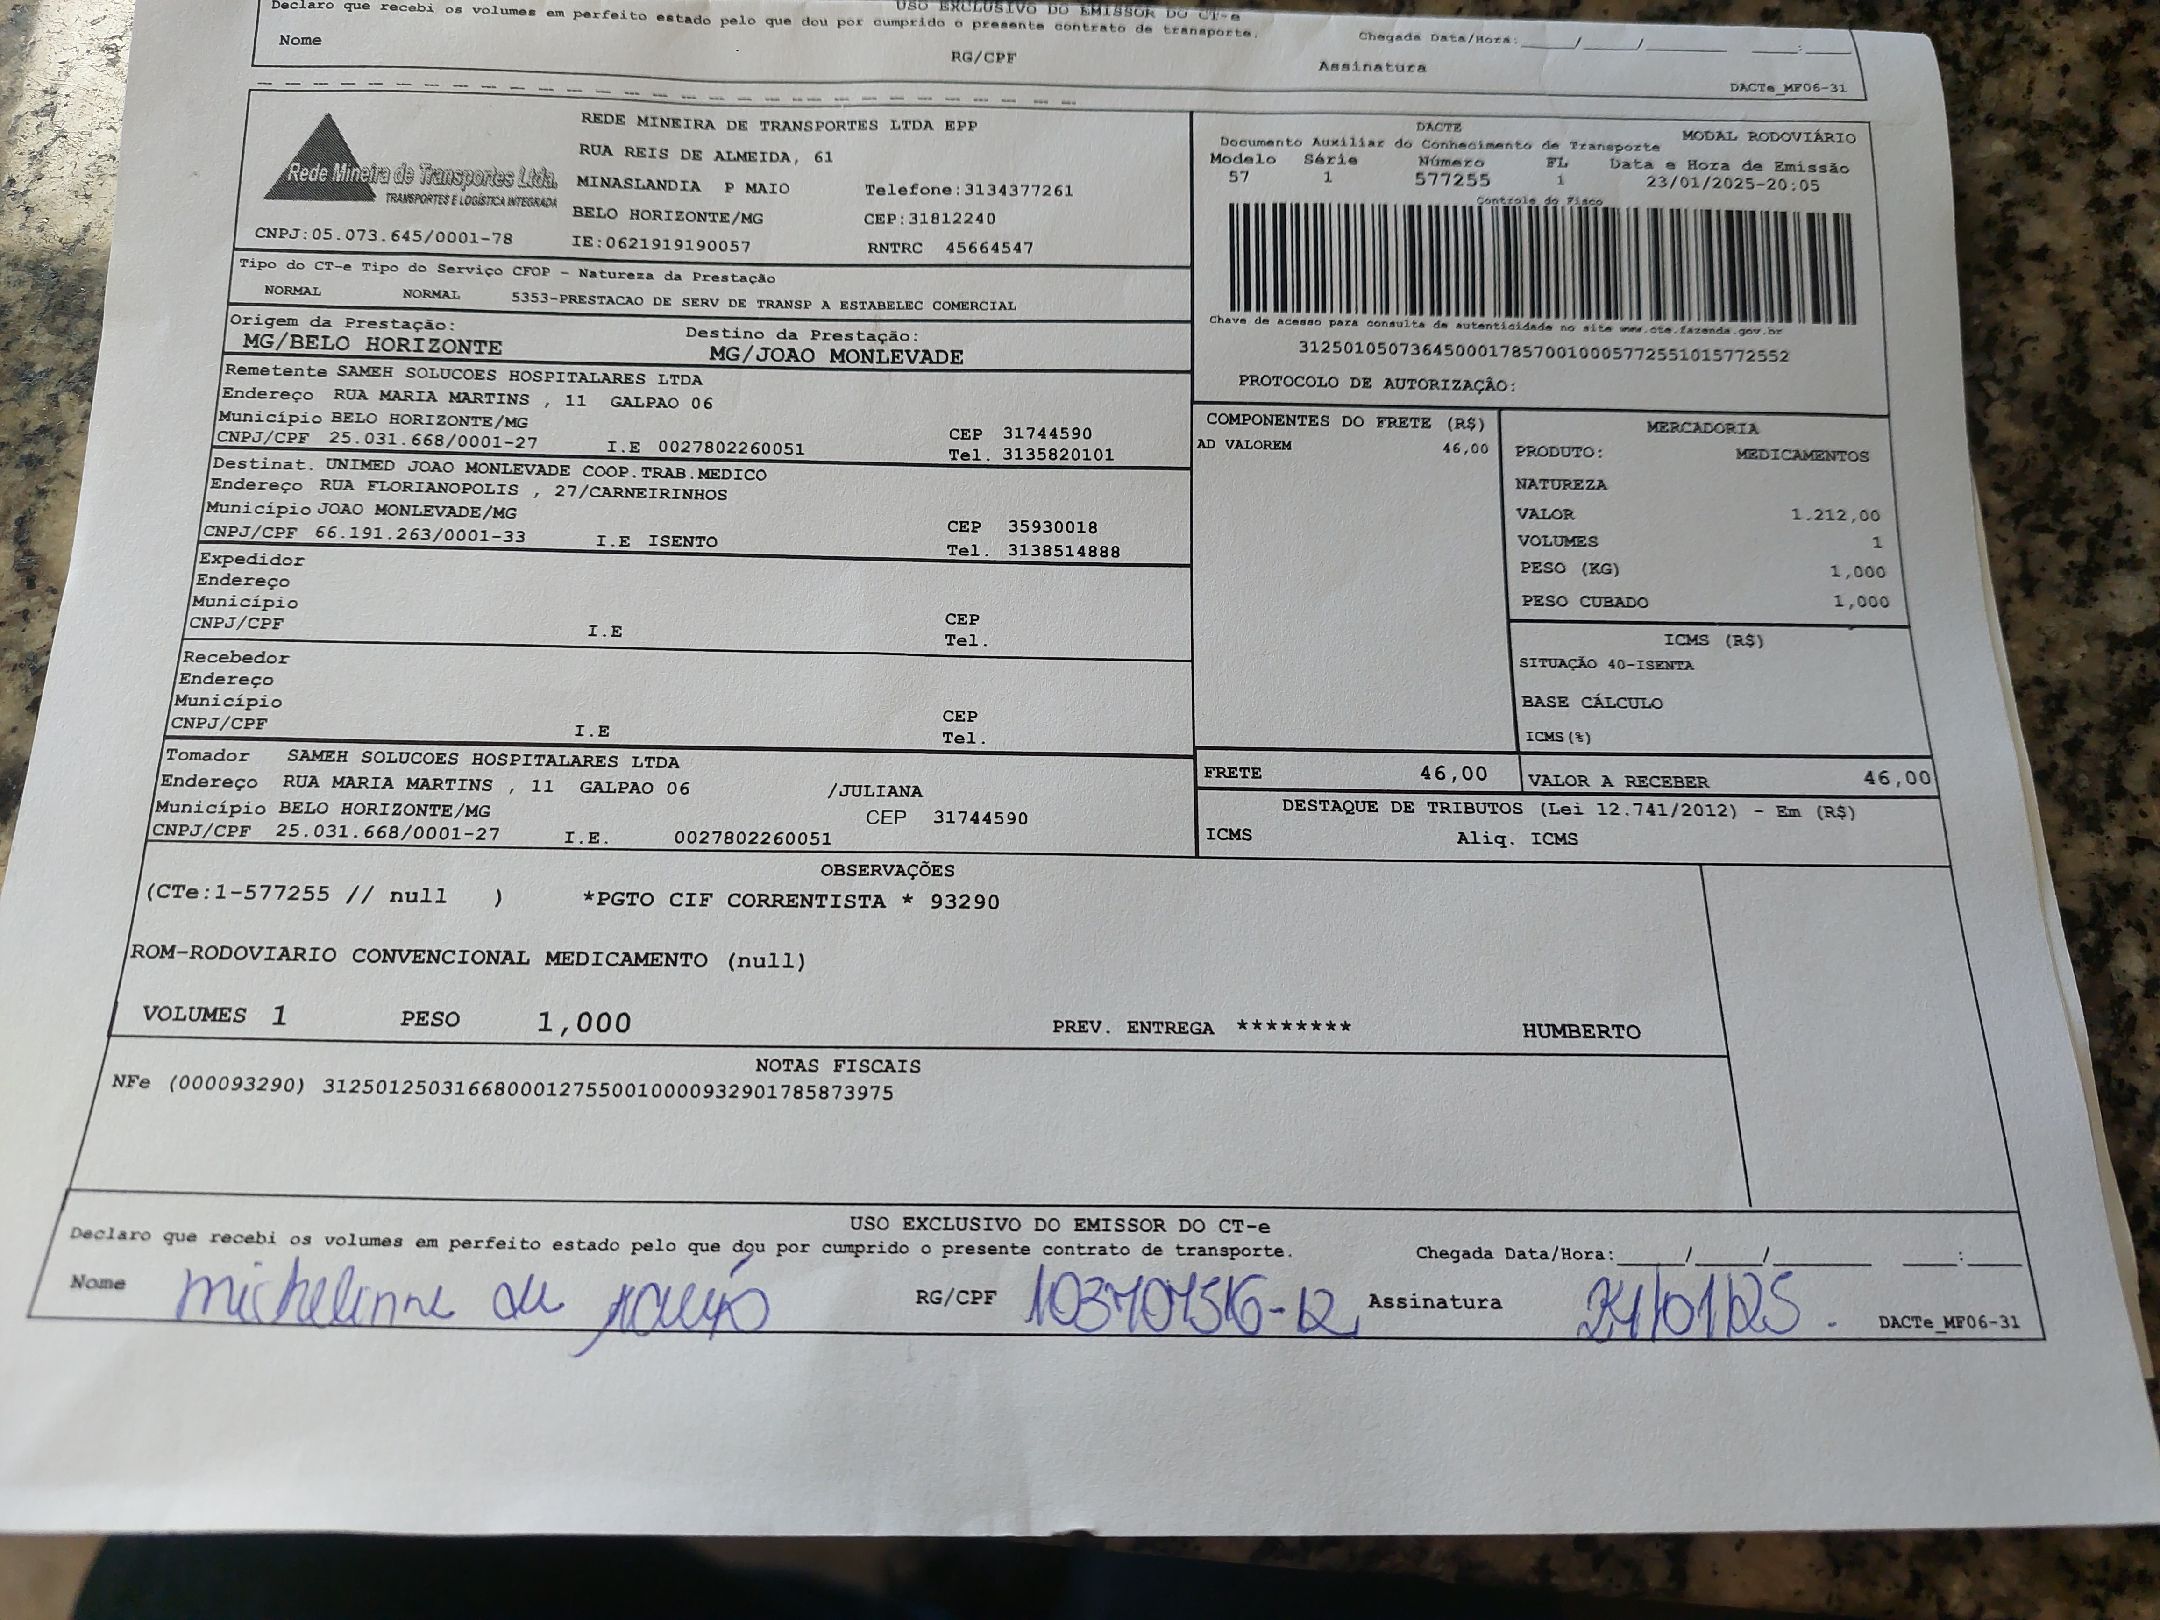 USO EXCLUSIVO DO EMISSOR DO CT-e
Declaro que recebi os volumes em perfeito estado pelo que dou por cumprido o presente contrato de transporte.
Chegada Data/Hora:_____/_____/_______ ____:____
Nome RG/CPF Assinatura
DACTe_MF06-31
Rede Mineira de Transportes Ltda.
TRANSPORTES E LOGÍSTICA INTEGRADA
REDE MINEIRA DE TRANSPORTES LTDA EPP
RUA REIS DE ALMEIDA, 61
MINASLANDIA P MAIO Telefone:3134377261
BELO HORIZONTE/MG CEP:31812240
CNPJ:05.073.645/0001-78 IE:0621919190057 RNTRC 45664547
DACTE MODAL RODOVIÁRIO
Documento Auxiliar do Conhecimento de Transporte
Modelo Série Número FL Data e Hora de Emissão
57 1 577255 1 23/01/2025-20:05
Controle do Fisco
Chave de acesso para consulta de autenticidade no site www.cte.fazenda.gov.br
31250105073645000178570010005772551015772552
PROTOCOLO DE AUTORIZAÇÃO:
Tipo do CT-e Tipo do Serviço CFOP - Natureza da Prestação
NORMAL NORMAL 5353-PRESTACAO DE SERV DE TRANSP A ESTABELEC COMERCIAL
Origem da Prestação: Destino da Prestação:
MG/BELO HORIZONTE MG/JOAO MONLEVADE
Remetente SAMEH SOLUCOES HOSPITALARES LTDA
Endereço RUA MARIA MARTINS , 11 GALPAO 06
Município BELO HORIZONTE/MG CEP 31744590
CNPJ/CPF 25.031.668/0001-27 I.E 0027802260051 Tel. 3135820101
Destinat. UNIMED JOAO MONLEVADE COOP.TRAB.MEDICO
Endereço RUA FLORIANOPOLIS , 27/CARNEIRINHOS
Município JOAO MONLEVADE/MG CEP 35930018
CNPJ/CPF 66.191.263/0001-33 I.E ISENTO Tel. 3138514888
Expedidor
Endereço
Município CEP
CNPJ/CPF I.E Tel.
Recebedor
Endereço
Município CEP
CNPJ/CPF I.E Tel.
Tomador SAMEH SOLUCOES HOSPITALARES LTDA
Endereço RUA MARIA MARTINS , 11 GALPAO 06 /JULIANA
Município BELO HORIZONTE/MG CEP 31744590
CNPJ/CPF 25.031.668/0001-27 I.E. 0027802260051
COMPONENTES DO FRETE (R$)
AD VALOREM 46,00
MERCADORIA
PRODUTO: MEDICAMENTOS
NATUREZA
VALOR 1.212,00
VOLUMES 1
PESO (KG) 1,000
PESO CUBADO 1,000
ICMS (R$)
SITUAÇÃO 40-ISENTA
BASE CÁLCULO
ICMS(%)
FRETE 46,00 VALOR A RECEBER 46,00
DESTAQUE DE TRIBUTOS (Lei 12.741/2012) - Em (R$)
ICMS Aliq. ICMS
OBSERVAÇÕES
(CTe:1-577255 // null ) *PGTO CIF CORRENTISTA * 93290
ROM-RODOVIARIO CONVENCIONAL MEDICAMENTO (null)
VOLUMES 1 PESO 1,000 PREV. ENTREGA ******** HUMBERTO
NOTAS FISCAIS
NFe (000093290) 31250125031668000127550010000932901785873975
USO EXCLUSIVO DO EMISSOR DO CT-e
Declaro que recebi os volumes em perfeito estado pelo que dou por cumprido o presente contrato de transporte.
Chegada Data/Hora:_____/_____/_______ ____:____
Nome michelinne de RG/CPF Assinatura 24/01/25.
DACTe_MF06-31